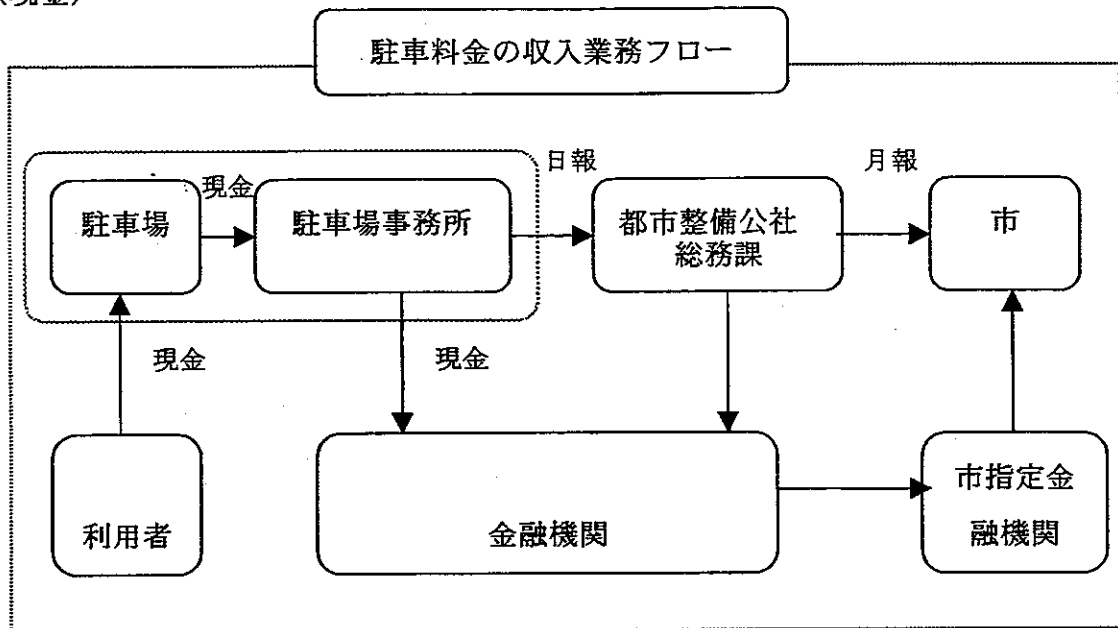 (現金)
駐車料金の収入業務フロー
日報
月報
現金
駐車場
駐車場事務所
都市整備公社
総務課
市
現金
現金
利用者
金融機関
市指定金
融機関